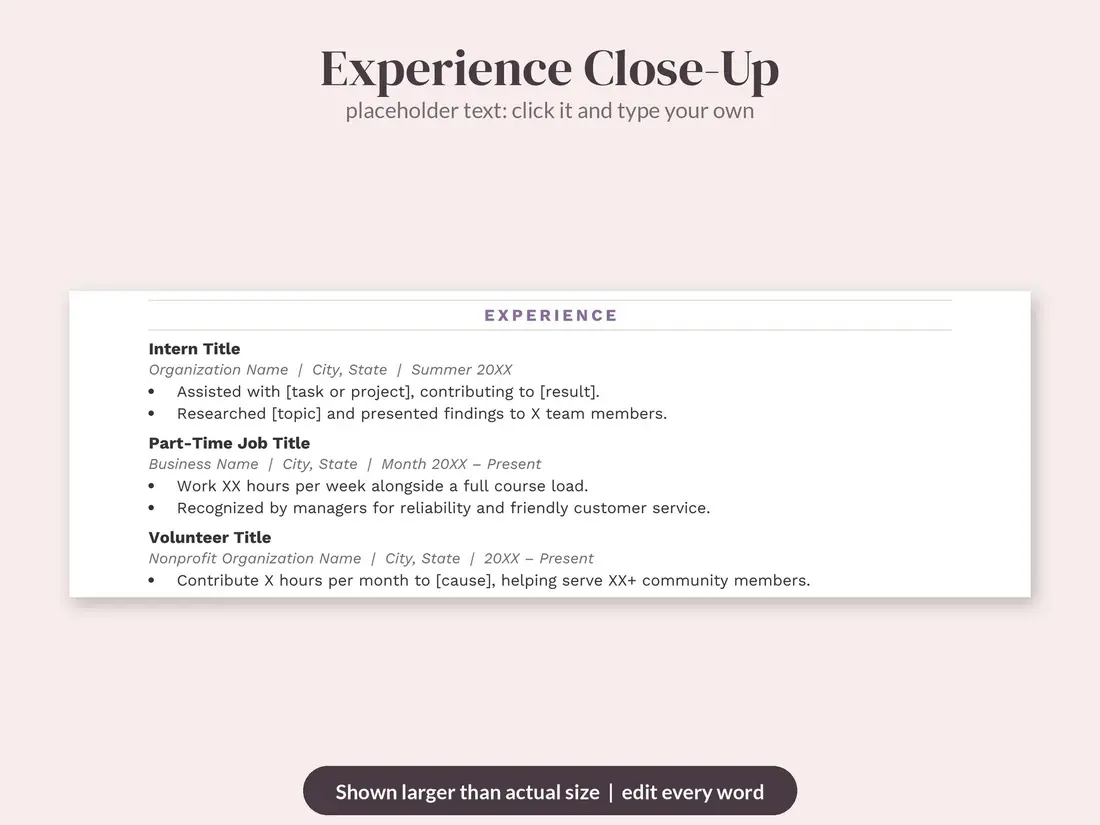 Experience Close-Up
placeholder text: click it and type your own
EXPERIENCE
Intern Title
Organization Name | City, State | Summer 20XX
• Assisted with [task or project], contributing to [result].
• Researched [topic] and presented findings to X team members.
Part-Time Job Title
Business Name | City, State | Month 20XX – Present
• Work XX hours per week alongside a full course load.
• Recognized by managers for reliability and friendly customer service.
Volunteer Title
Nonprofit Organization Name | City, State | 20XX – Present
• Contribute X hours per month to [cause], helping serve XX+ community members.
Shown larger than actual size | edit every word